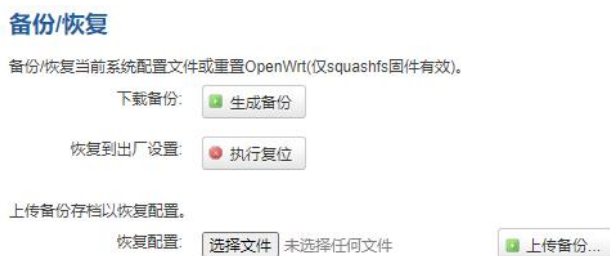 备份/恢复
备份/恢复当前系统配置文件或重置OpenWrt(仅squashfs固件有效)。
下载备份: 生成备份
恢复到出厂设置: 执行复位
上传备份存档以恢复配置。
恢复配置: 选择文件 未选择任何文件 上传备份...